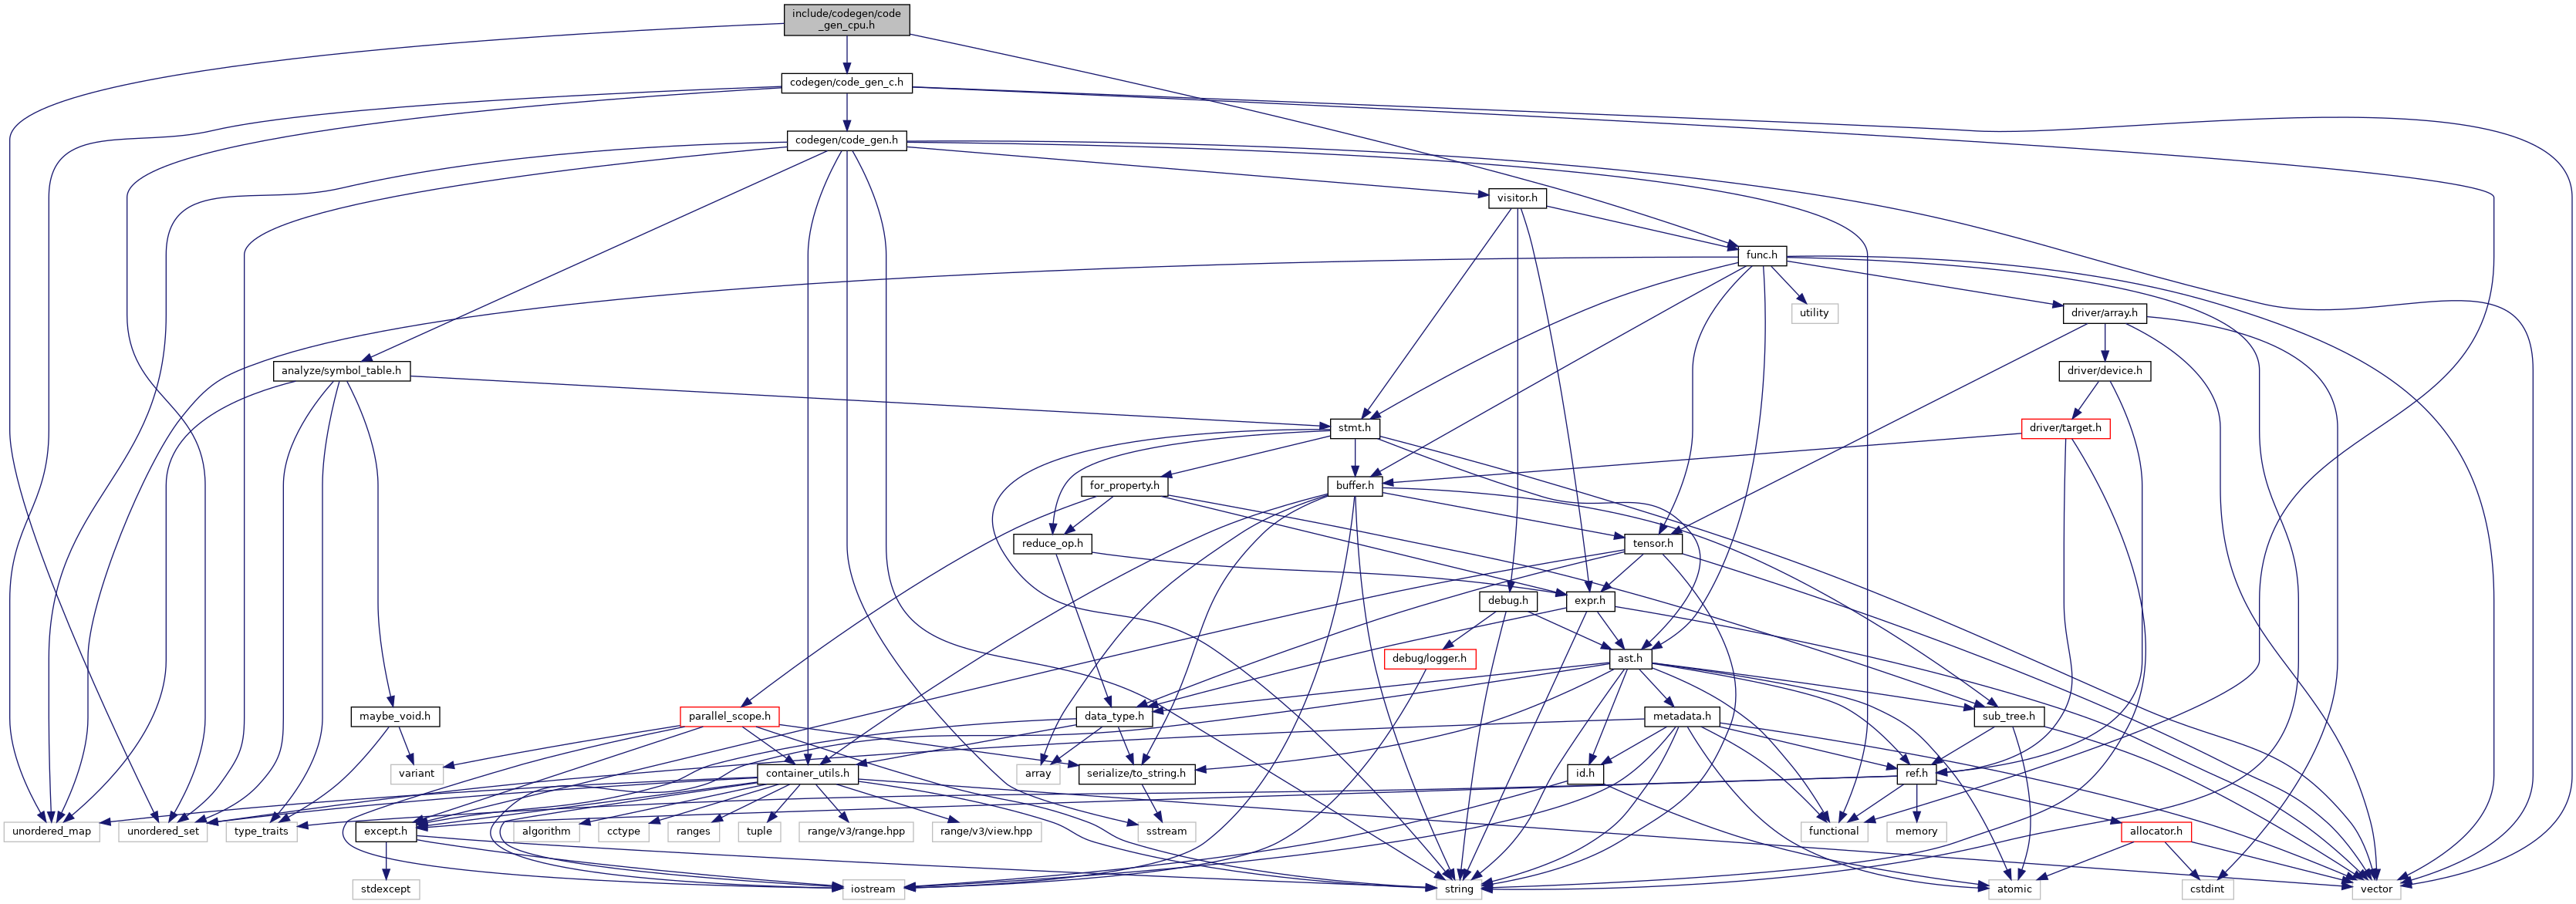 include/codegen/code
_gen_cpu.h
codegen/code_gen_c.h
codegen/code_gen.h
visitor.h
func.h
utility
driver/array.h
analyze/symbol_table.h
driver/device.h
stmt.h
driver/target.h
for_property.h
buffer.h
reduce_op.h
tensor.h
debug.h
expr.h
debug/logger.h
ast.h
maybe_void.h
parallel_scope.h
data_type.h
metadata.h
sub_tree.h
variant
container_utils.h
array
serialize/to_string.h
id.h
ref.h
unordered_map
unordered_set
type_traits
except.h
algorithm
cctype
ranges
tuple
range/v3/range.hpp
range/v3/view.hpp
sstream
functional
memory
allocator.h
stdexcept
iostream
string
atomic
cstdint
vector